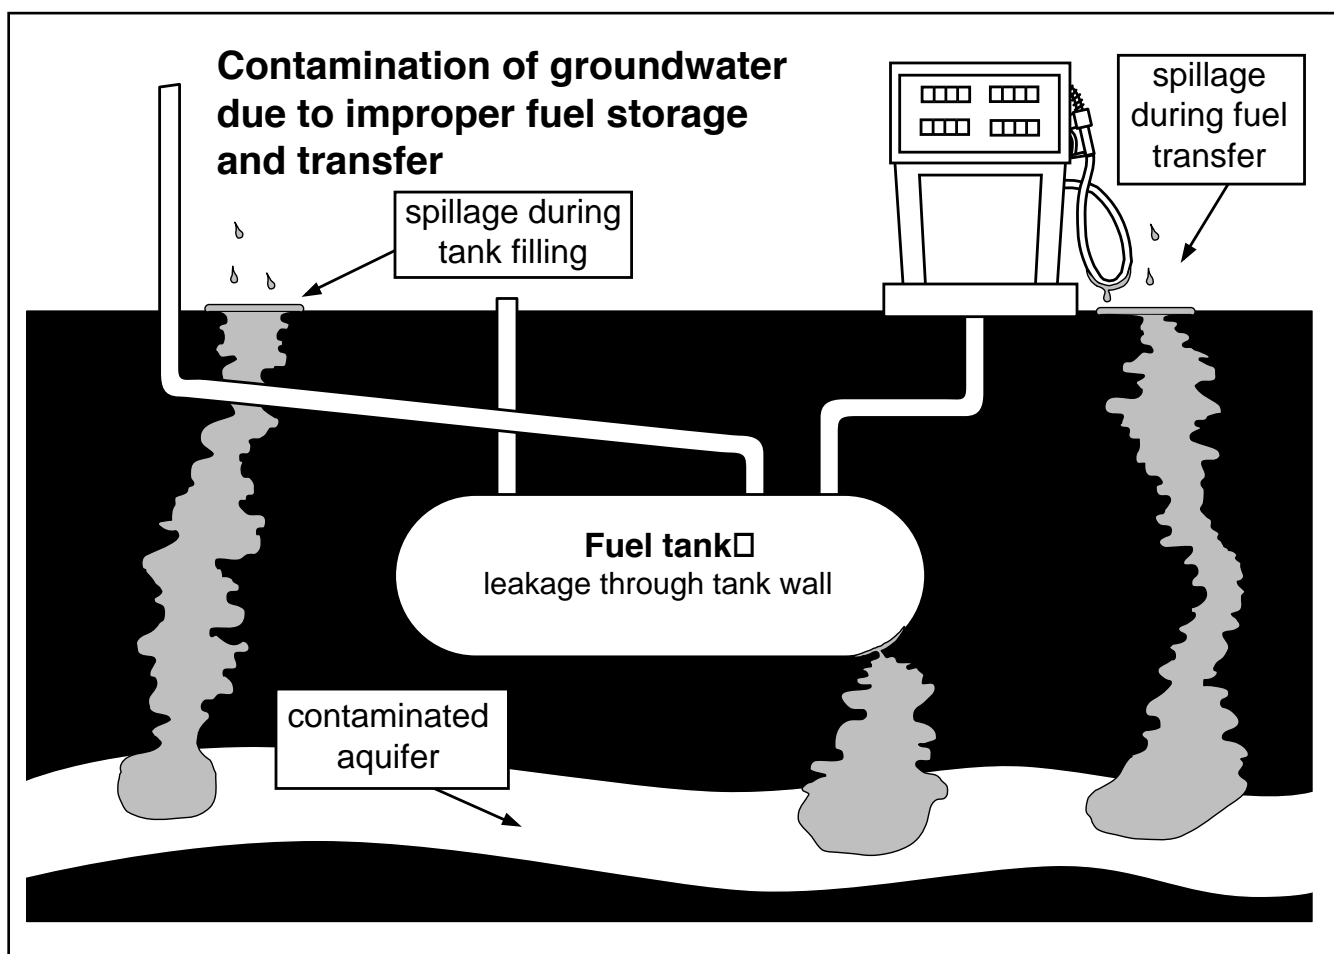 Contamination of groundwater
due to improper fuel storage
and transfer
spillage
during fuel
transfer
spillage during
tank filling
Fuel tank□
leakage through tank wall
contaminated
aquifer